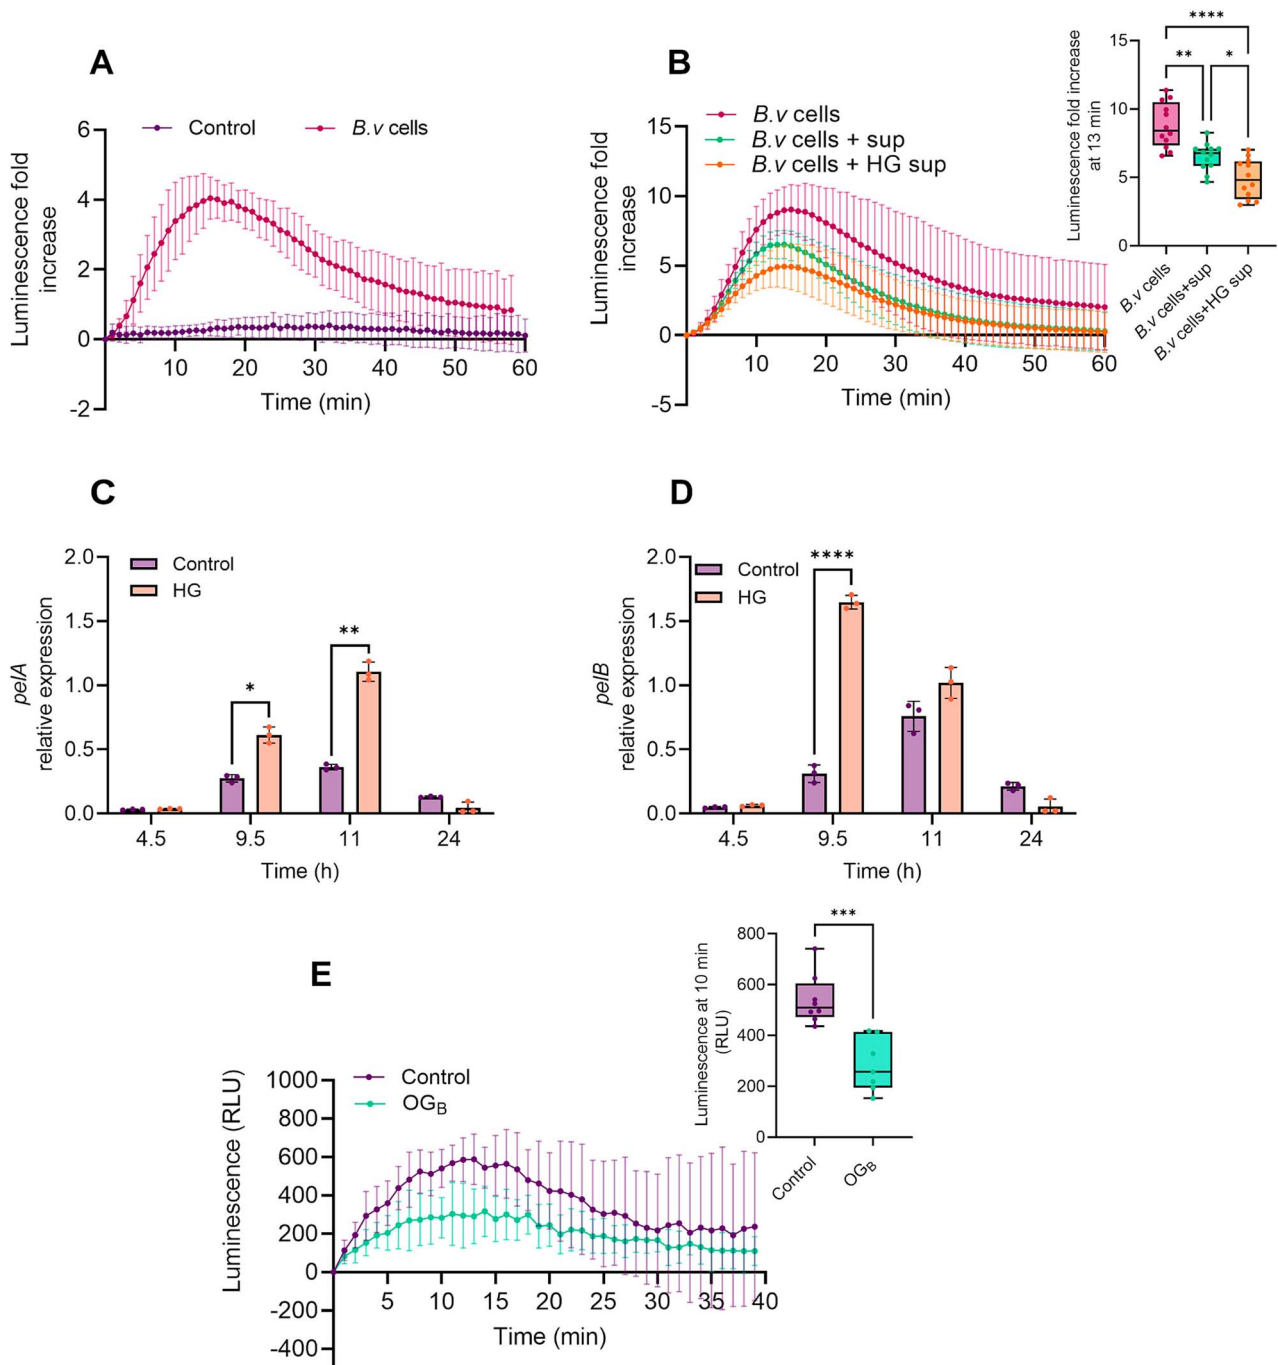 A
Control
B.v cells
Luminescence fold
increase
6
4
2
0
-2
10
20
30
40
50
60
Time (min)
B
B.v cells
B.v cells + sup
B.v cells + HG sup
Luminescence fold
increase
15
10
5
0
-5
10
20
30
40
50
60
Time (min)
Luminescence fold increase
at 13 min
15
10
5
0
****
**
*
B.v cells
B.v cells+sup
B.v cells+HG sup
C
Control
HG
pelA
relative expression
2.0
1.5
1.0
0.5
0.0
*
**
4.5
9.5
11
24
Time (h)
D
Control
HG
pelB
relative expression
2.0
1.5
1.0
0.5
0.0
****
4.5
9.5
11
24
Time (h)
E
Control
OGB
Luminescence (RLU)
1000
800
600
400
200
0
-200
-400
5
10
15
20
25
30
35
40
Time (min)
Luminescence at 10 min
(RLU)
800
600
400
200
0
***
Control
OGB